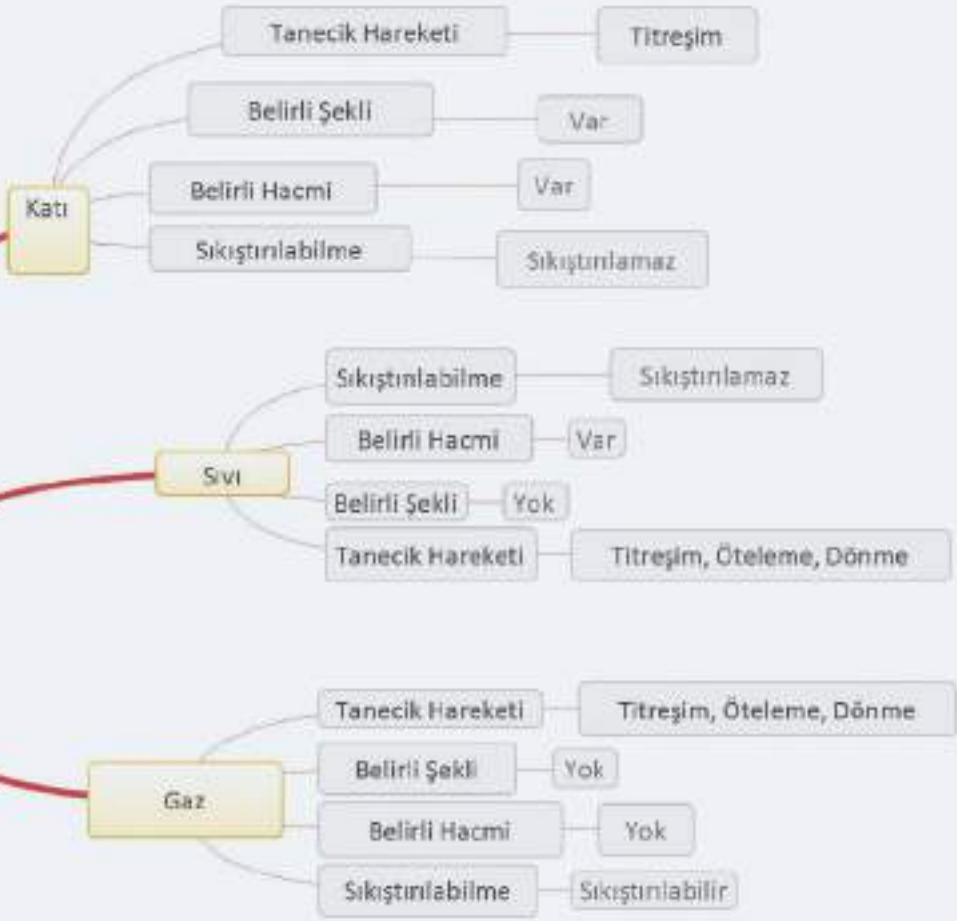 Tanecik Hareketi Titreşim
Belirli Şekli Var
Belirli Hacmi Var
Katı
Sıkıştırılabilme Sıkıştırılamaz
Sıkıştırılabilme Sıkıştırılamaz
Belirli Hacmi Var
Sıvı
Belirli Şekli Yok
Tanecik Hareketi Titreşim, Öteleme, Dönme
Tanecik Hareketi Titreşim, Öteleme, Dönme
Belirli Şekli Yok
Gaz
Belirli Hacmi Yok
Sıkıştırılabilme Sıkıştırılabilir